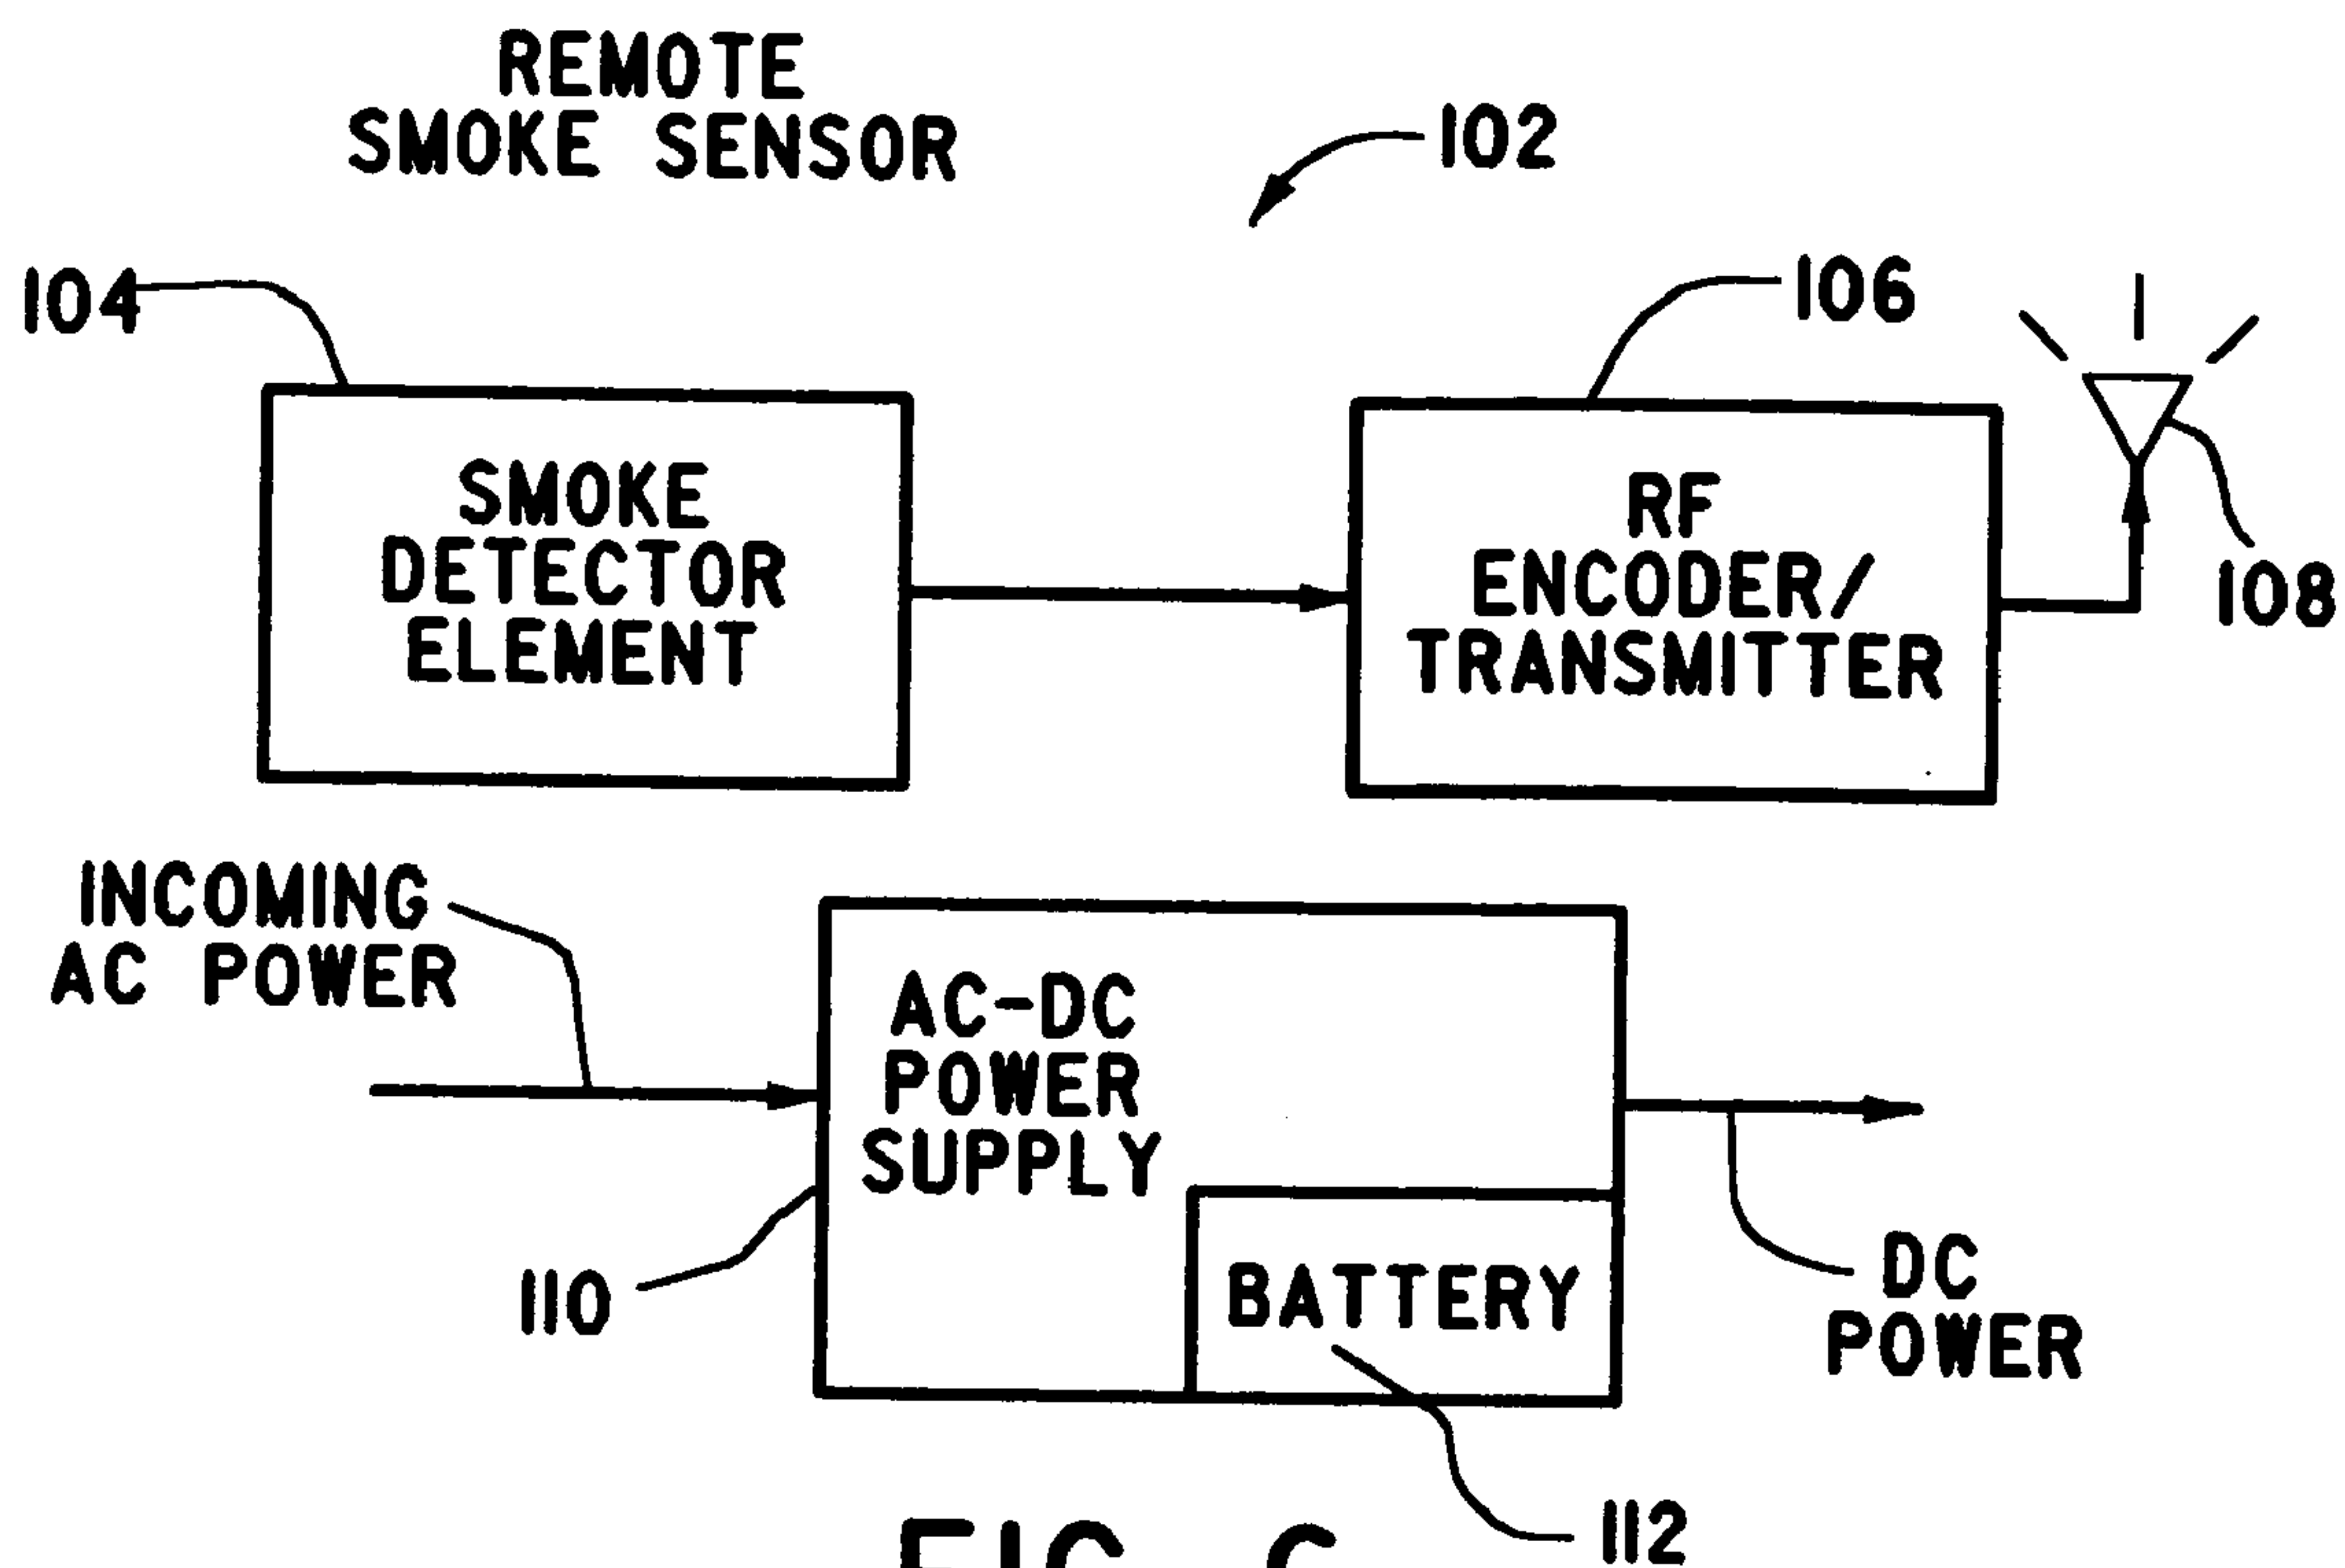 REMOTE
SMOKE SENSOR
102
104
106
SMOKE
DETECTOR
ELEMENT
RF
ENCODER/
TRANSMITTER
108
INCOMING
AC POWER
AC-DC
POWER
SUPPLY
110
BATTERY
DC
POWER
112